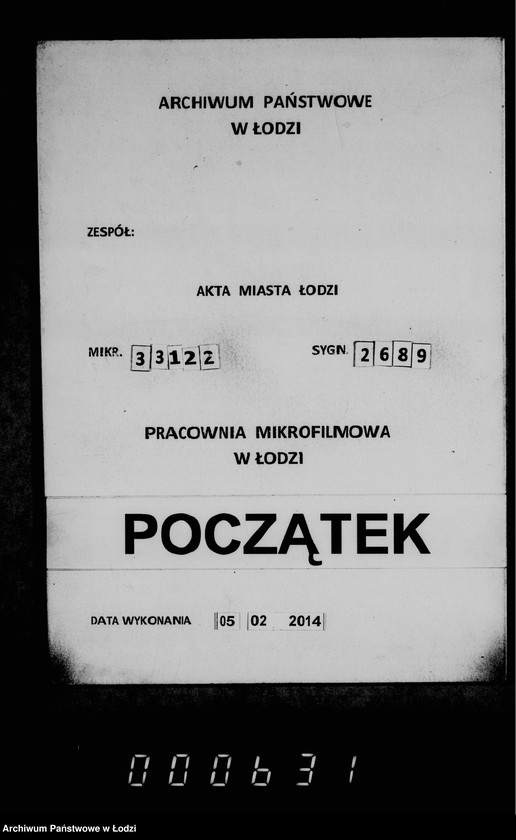 ARCHIWUM PAŃSTWOWE
W ŁODZI
ZESPÓŁ:
AKTA MIASTA ŁODZI
MIKR. 33122 SYGN. 2689
PRACOWNIA MIKROFILMOWA
W ŁODZI
POCZĄTEK
DATA WYKONANIA 05 02 2014
000631
Archiwum Państwowe w Łodzi